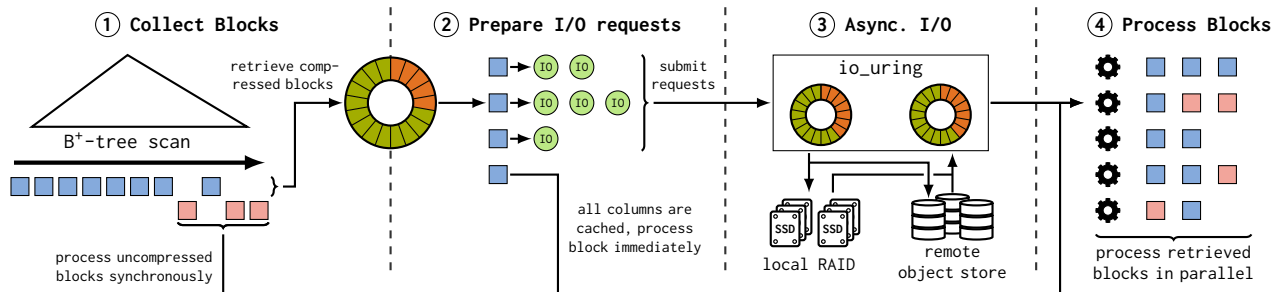 1 Collect Blocks
retrieve comp-
ressed blocks
B⁺-tree scan
process uncompressed
blocks synchronously
2 Prepare I/O requests
IO IO
IO IO IO
IO
submit
requests
all columns are
cached, process
block immediately
3 Async. I/O
io_uring
SSD SSD
local RAID
remote
object store
4 Process Blocks
process retrieved
blocks in parallel